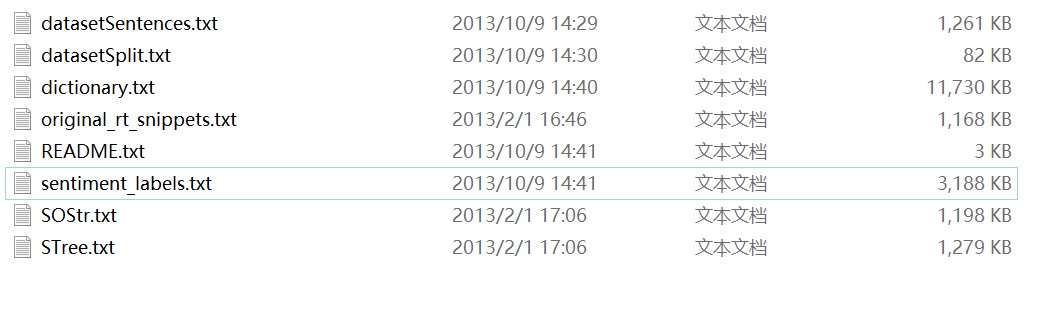 datasetSentences.txt 2013/10/9 14:29 文本文档 1,261 KB
datasetSplit.txt 2013/10/9 14:30 文本文档 82 KB
dictionary.txt 2013/10/9 14:40 文本文档 11,730 KB
original_rt_snippets.txt 2013/2/1 16:46 文本文档 1,168 KB
README.txt 2013/10/9 14:41 文本文档 3 KB
sentiment_labels.txt 2013/10/9 14:41 文本文档 3,188 KB
SOStr.txt 2013/2/1 17:06 文本文档 1,198 KB
STree.txt 2013/2/1 17:06 文本文档 1,279 KB